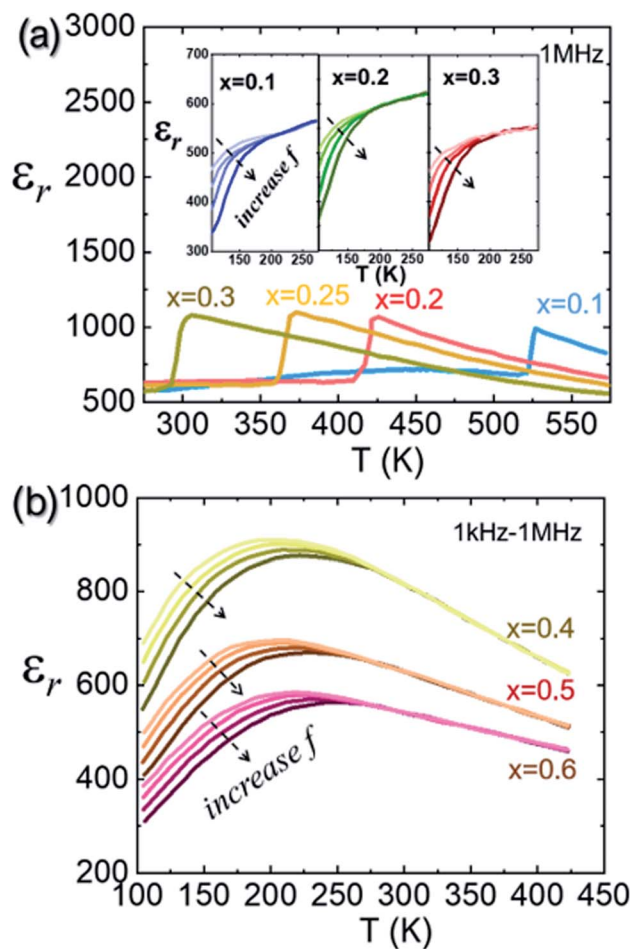 (a)
3000
2500
2000
1500
1000
500
εr
1MHz
700
600
500
400
300
εr
x=0.1
x=0.2
x=0.3
increase f
150 200 250
150 200 250
150 200 250
T (K)
x=0.3
x=0.25
x=0.2
x=0.1
300 350 400 450 500 550
T (K)
(b)
1000
800
600
400
200
εr
1kHz-1MHz
x=0.4
x=0.5
x=0.6
increase f
100 150 200 250 300 350 400 450
T (K)